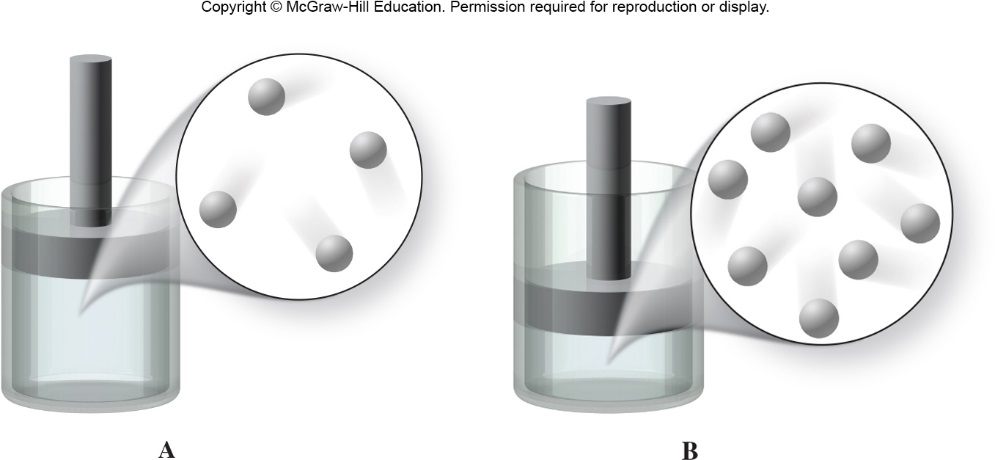 Copyright © McGraw-Hill Education. Permission required for reproduction or display.
A
B